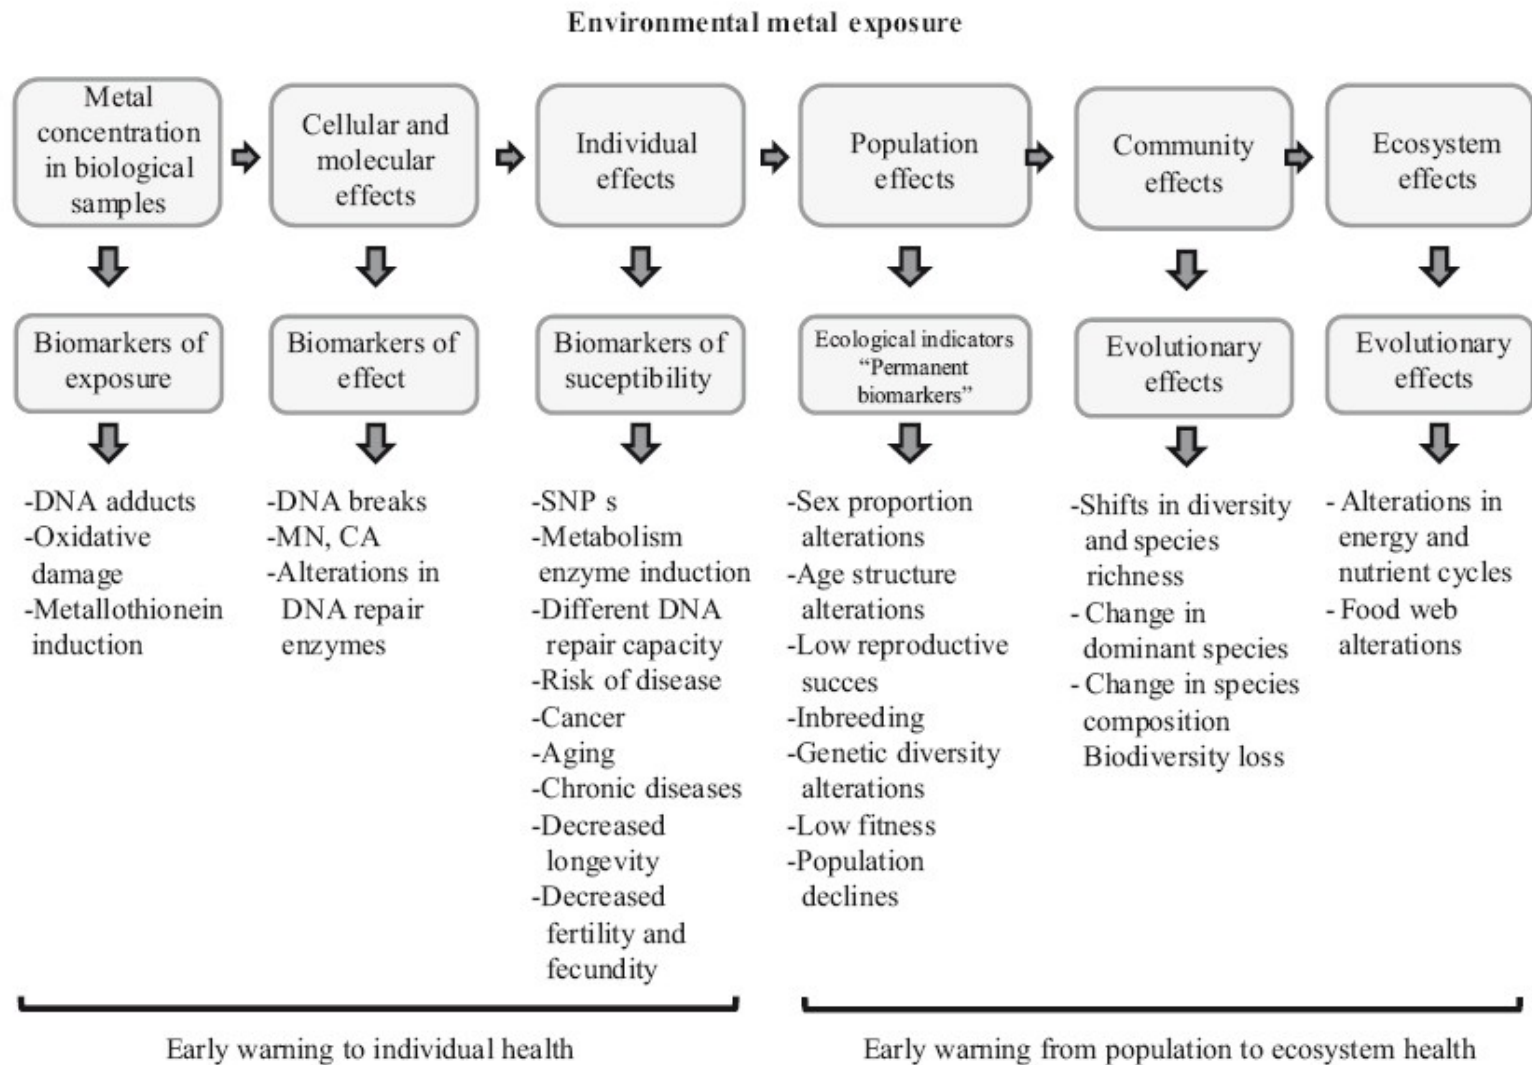 Environmental metal exposure
Metal
concentration
in biological
samples
Cellular and
molecular
effects
Individual
effects
Population
effects
Community
effects
Ecosystem
effects
Biomarkers of
exposure
Biomarkers of
effect
Biomarkers of
suceptibility
Ecological indicators
“Permanent
biomarkers”
Evolutionary
effects
Evolutionary
effects
-DNA adducts
-Oxidative
damage
-Metallothionein
induction
-DNA breaks
-MN, CA
-Alterations in
DNA repair
enzymes
-SNP s
-Metabolism
enzyme induction
-Different DNA
repair capacity
-Risk of disease
-Cancer
-Aging
-Chronic diseases
-Decreased
longevity
-Decreased
fertility and
fecundity
-Sex proportion
alterations
-Age structure
alterations
-Low reproductive
succes
-Inbreeding
-Genetic diversity
alterations
-Low fitness
-Population
declines
-Shifts in diversity
and species
richness
- Change in
dominant species
- Change in species
composition
Biodiversity loss
- Alterations in
energy and
nutrient cycles
- Food web
alterations
Early warning to individual health
Early warning from population to ecosystem health